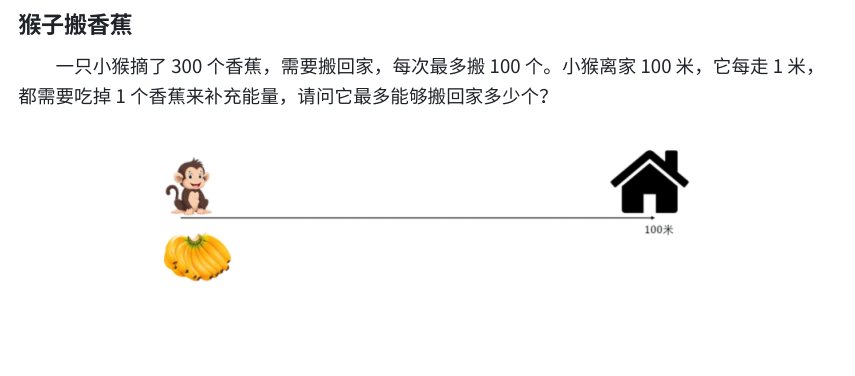 猴子搬香蕉
一只小猴摘了 300 个香蕉，需要搬回家，每次最多搬 100 个。小猴离家 100 米，它每走 1 米，
都需要吃掉 1 个香蕉来补充能量，请问它最多能够搬回家多少个？
100米